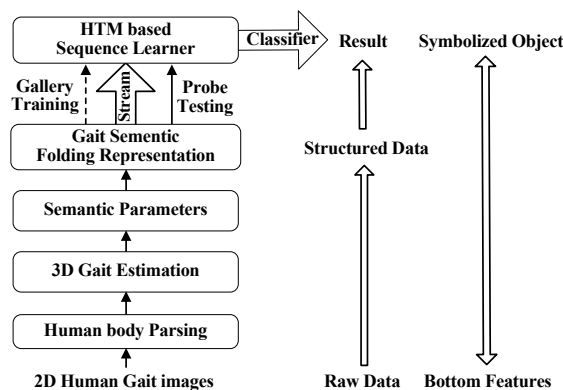 HTM based
Sequence Learner
Classifier
Result
Symbolized Object
Gallery
Training
Stream
Probe
Testing
Gait Sementic
Folding Representation
Structured Data
Semantic Parameters
3D Gait Estimation
Human body Parsing
2D Human Gait images
Raw Data
Bottom Features